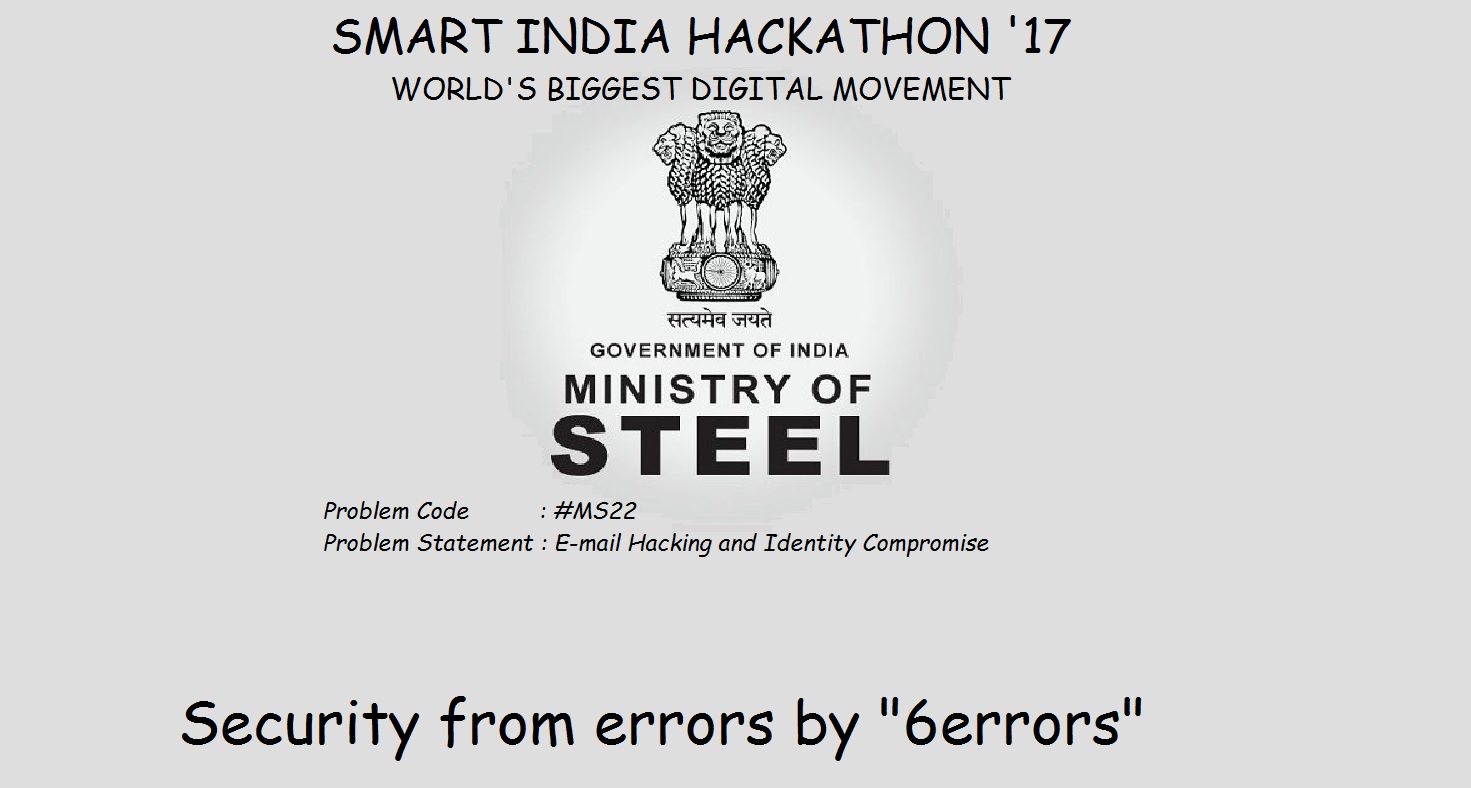 SMART INDIA HACKATHON '17
WORLD'S BIGGEST DIGITAL MOVEMENT
सत्यमेव जयते
GOVERNMENT OF INDIA
MINISTRY OF
STEEL
Problem Code : #MS22
Problem Statement : E-mail Hacking and Identity Compromise
Security from errors by "6errors"